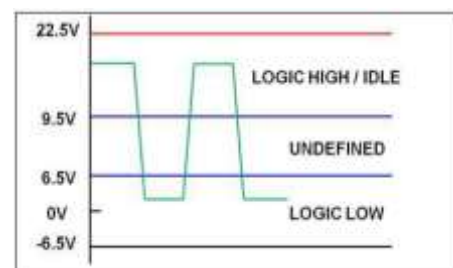 22.5V
LOGIC HIGH / IDLE
9.5V
UNDEFINED
6.5V
0V
LOGIC LOW
-6.5V